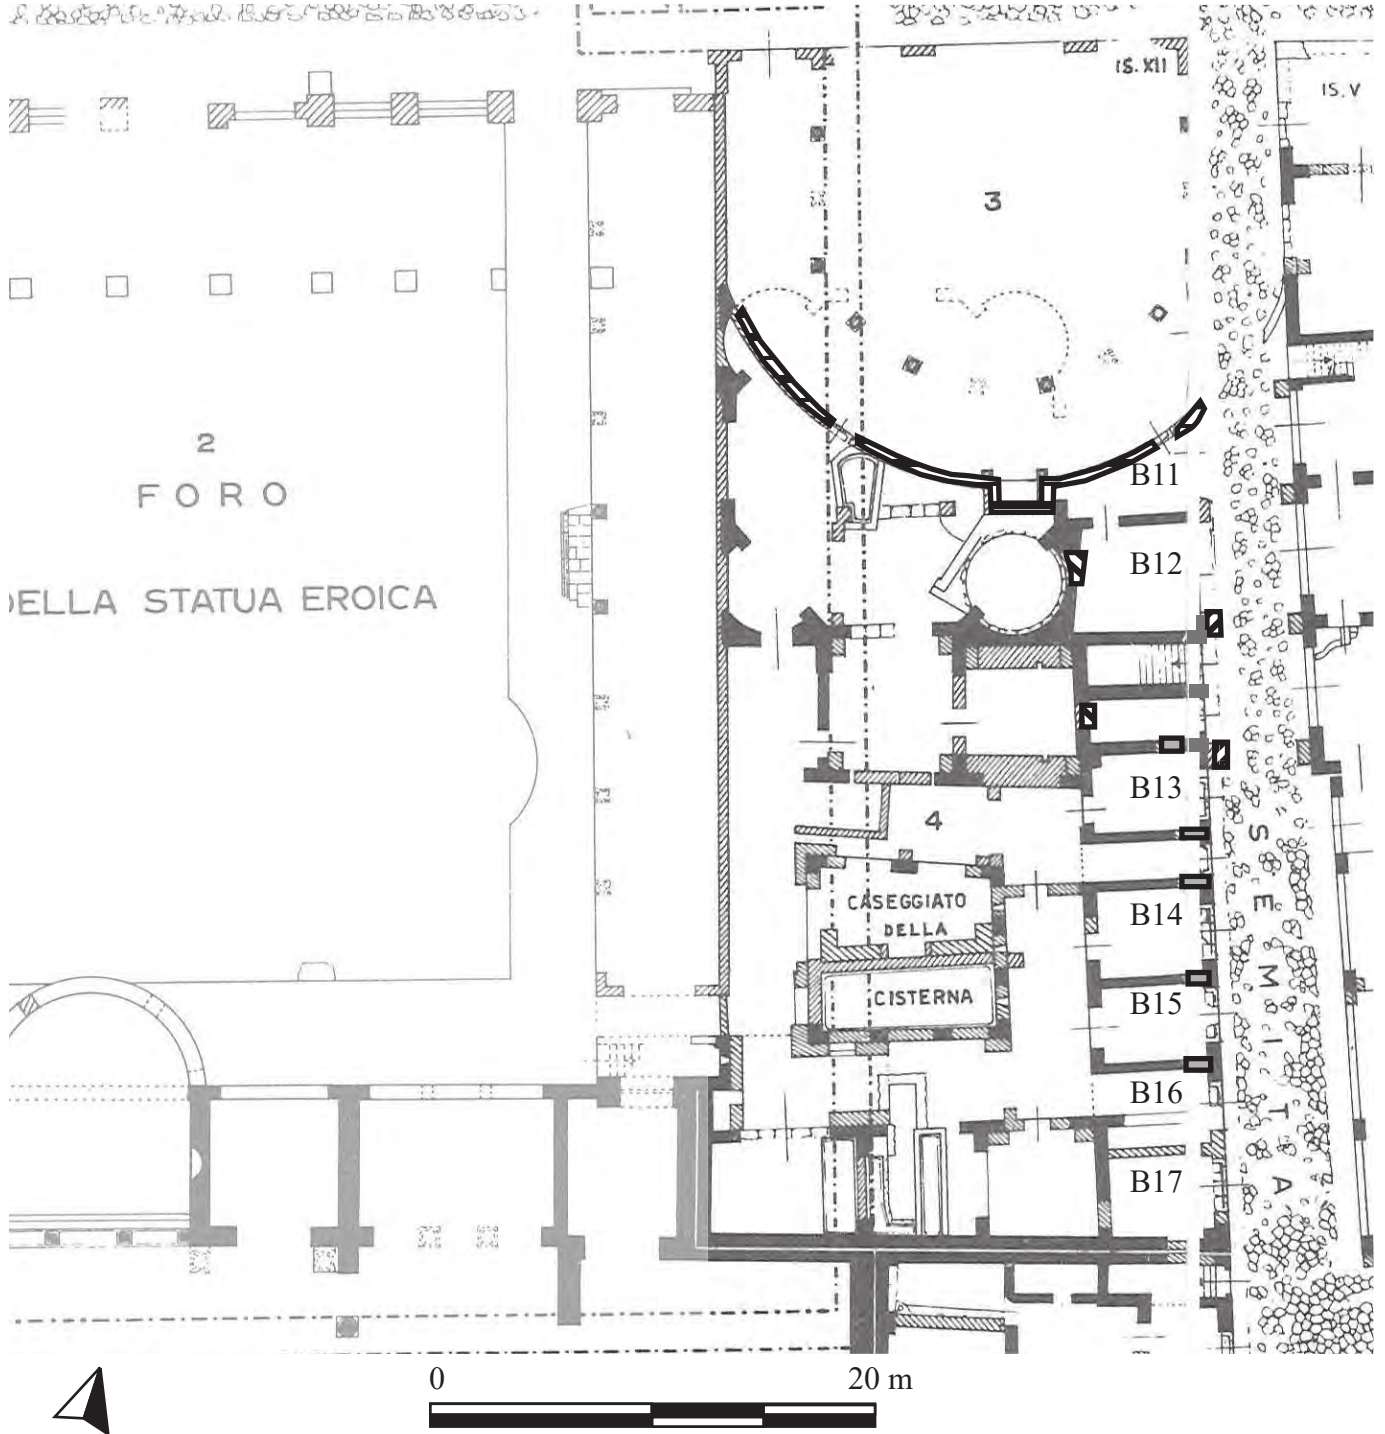 IS. XII
IS. V
3
2
FORO
DELLA STATUA EROICA
B11
B12
B13
4
CASEGGIATO
DELLA
CISTERNA
B14
B15
B16
B17
SEMITA
0 20 m